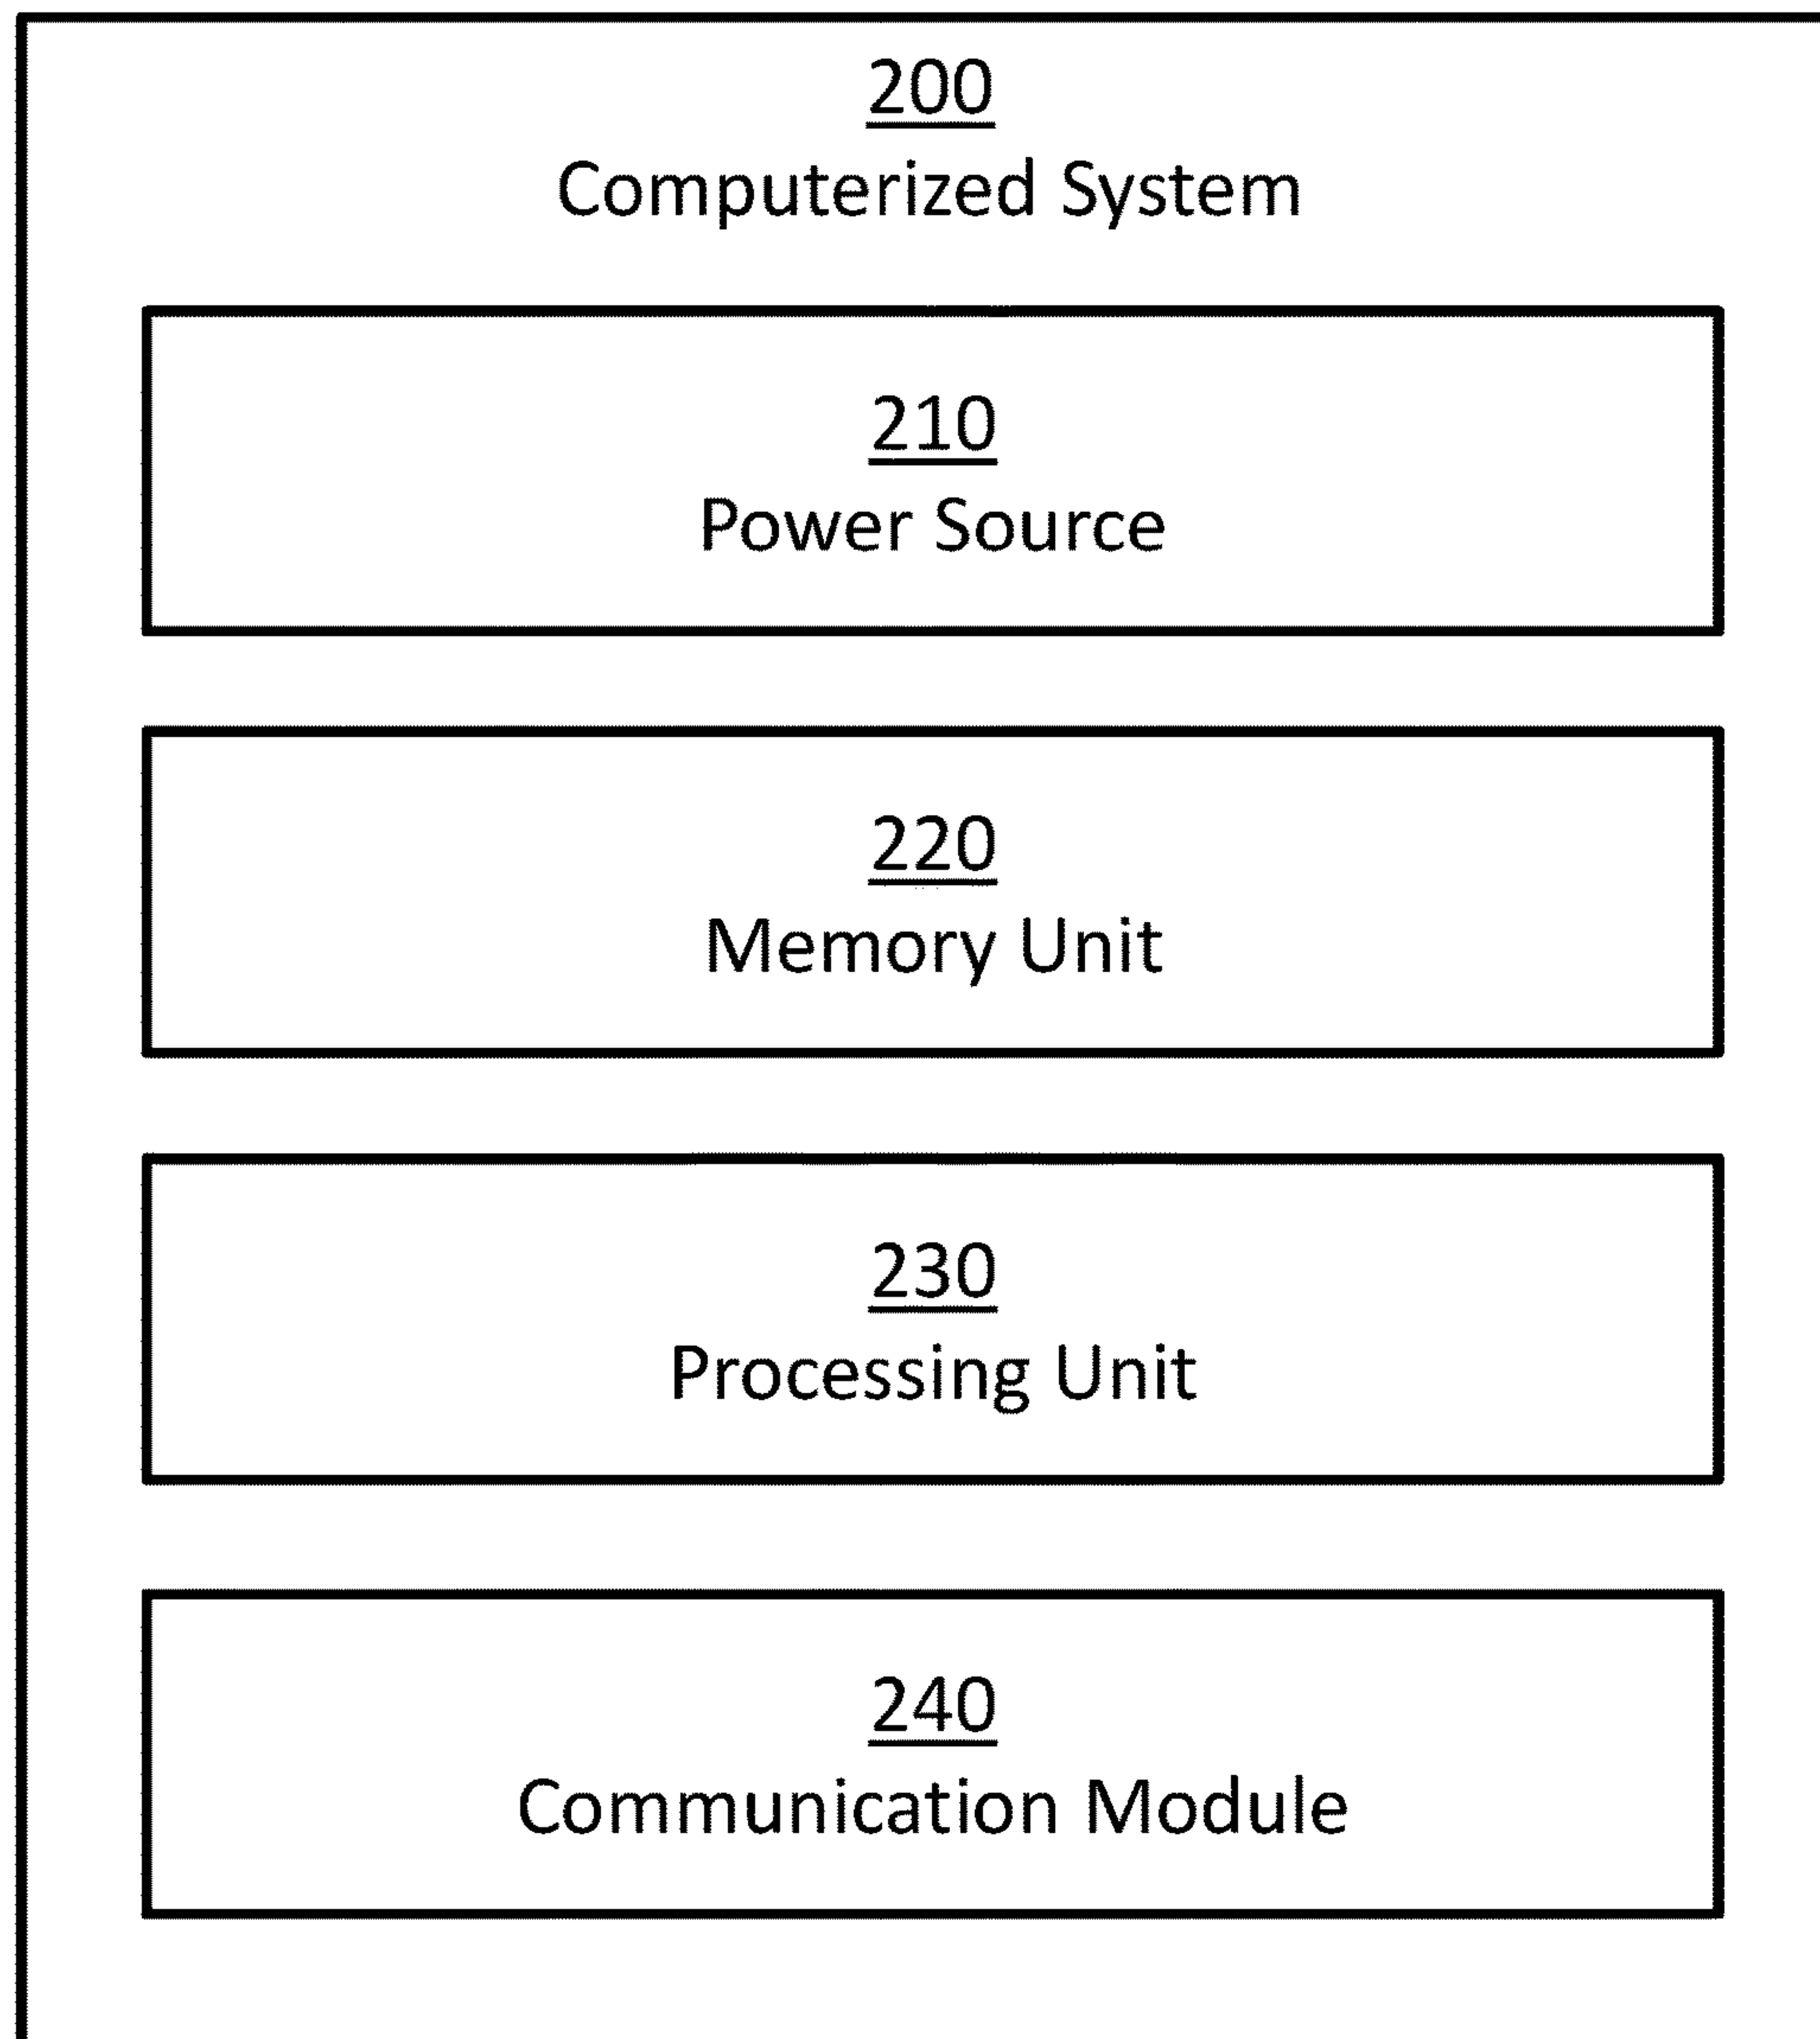 200
Computerized System
210
Power Source
220
Memory Unit
230
Processing Unit
240
Communication Module